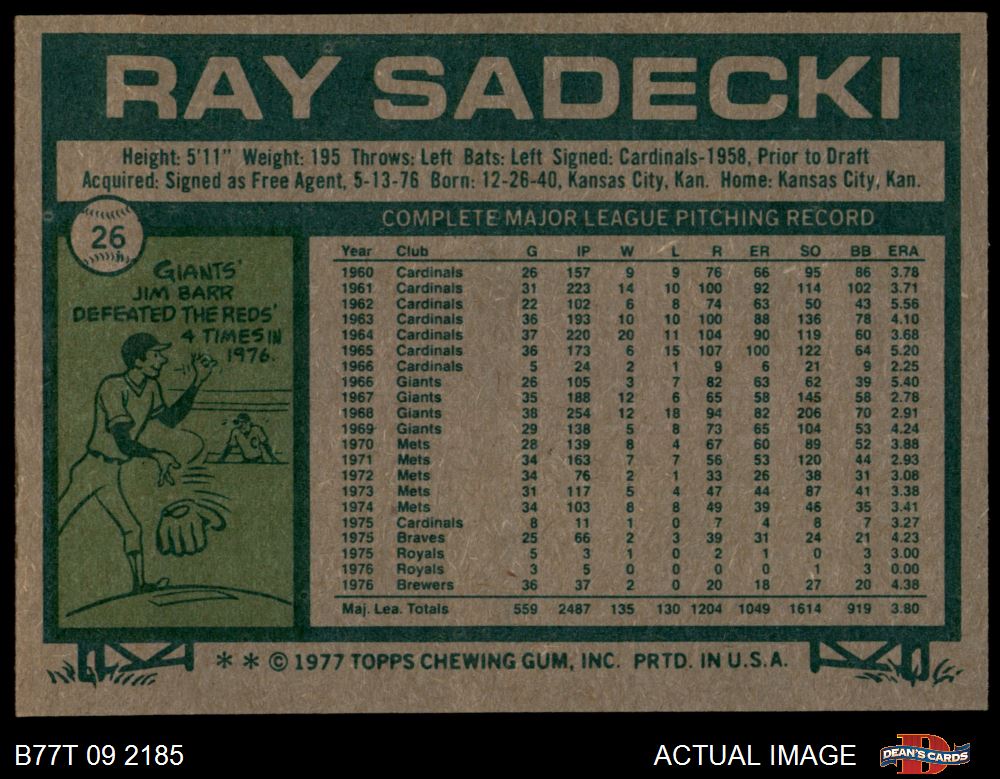 RAY SADECKI
Height: 5'11" Weight: 195 Throws: Left Bats: Left Signed: Cardinals-1958, Prior to Draft
Acquired: Signed as Free Agent, 5-13-76 Born: 12-26-40, Kansas City, Kan. Home: Kansas City, Kan.
26
GIANTS'
JIM BARR
DEFEATED THE REDS'
4 TIMES IN
1976.
COMPLETE MAJOR LEAGUE PITCHING RECORD
Year Club G IP W L R ER SO BB ERA
1960 Cardinals 26 157 9 9 76 66 95 86 3.78
1961 Cardinals 31 223 14 10 100 92 114 102 3.71
1962 Cardinals 22 102 6 8 74 63 50 43 5.56
1963 Cardinals 36 193 10 10 100 88 136 78 4.10
1964 Cardinals 37 220 20 11 104 90 119 60 3.68
1965 Cardinals 36 173 6 15 107 100 122 64 5.20
1966 Cardinals 5 24 2 1 9 6 21 9 2.25
1966 Giants 26 105 3 7 82 63 62 39 5.40
1967 Giants 35 188 12 6 65 58 145 58 2.78
1968 Giants 38 254 12 18 94 82 206 70 2.91
1969 Giants 29 138 5 8 73 65 104 53 4.24
1970 Mets 28 139 8 4 67 60 89 52 3.88
1971 Mets 34 163 7 7 56 53 120 44 2.93
1972 Mets 34 76 2 1 33 26 38 31 3.08
1973 Mets 31 117 5 4 47 44 87 41 3.38
1974 Mets 34 103 8 8 49 39 46 35 3.41
1975 Cardinals 8 11 1 0 7 4 8 7 3.27
1975 Braves 25 66 2 3 39 31 24 21 4.23
1975 Royals 5 3 1 0 2 1 0 3 3.00
1976 Royals 3 5 0 0 0 0 1 3 0.00
1976 Brewers 36 37 2 0 20 18 27 20 4.38
Maj. Lea. Totals 559 2487 135 130 1204 1049 1614 919 3.80
C
* * © 1977 TOPPS CHEWING GUM, INC. PRTD. IN U.S.A.
B77T 09 2185
ACTUAL IMAGE
DEAN'S CARDS